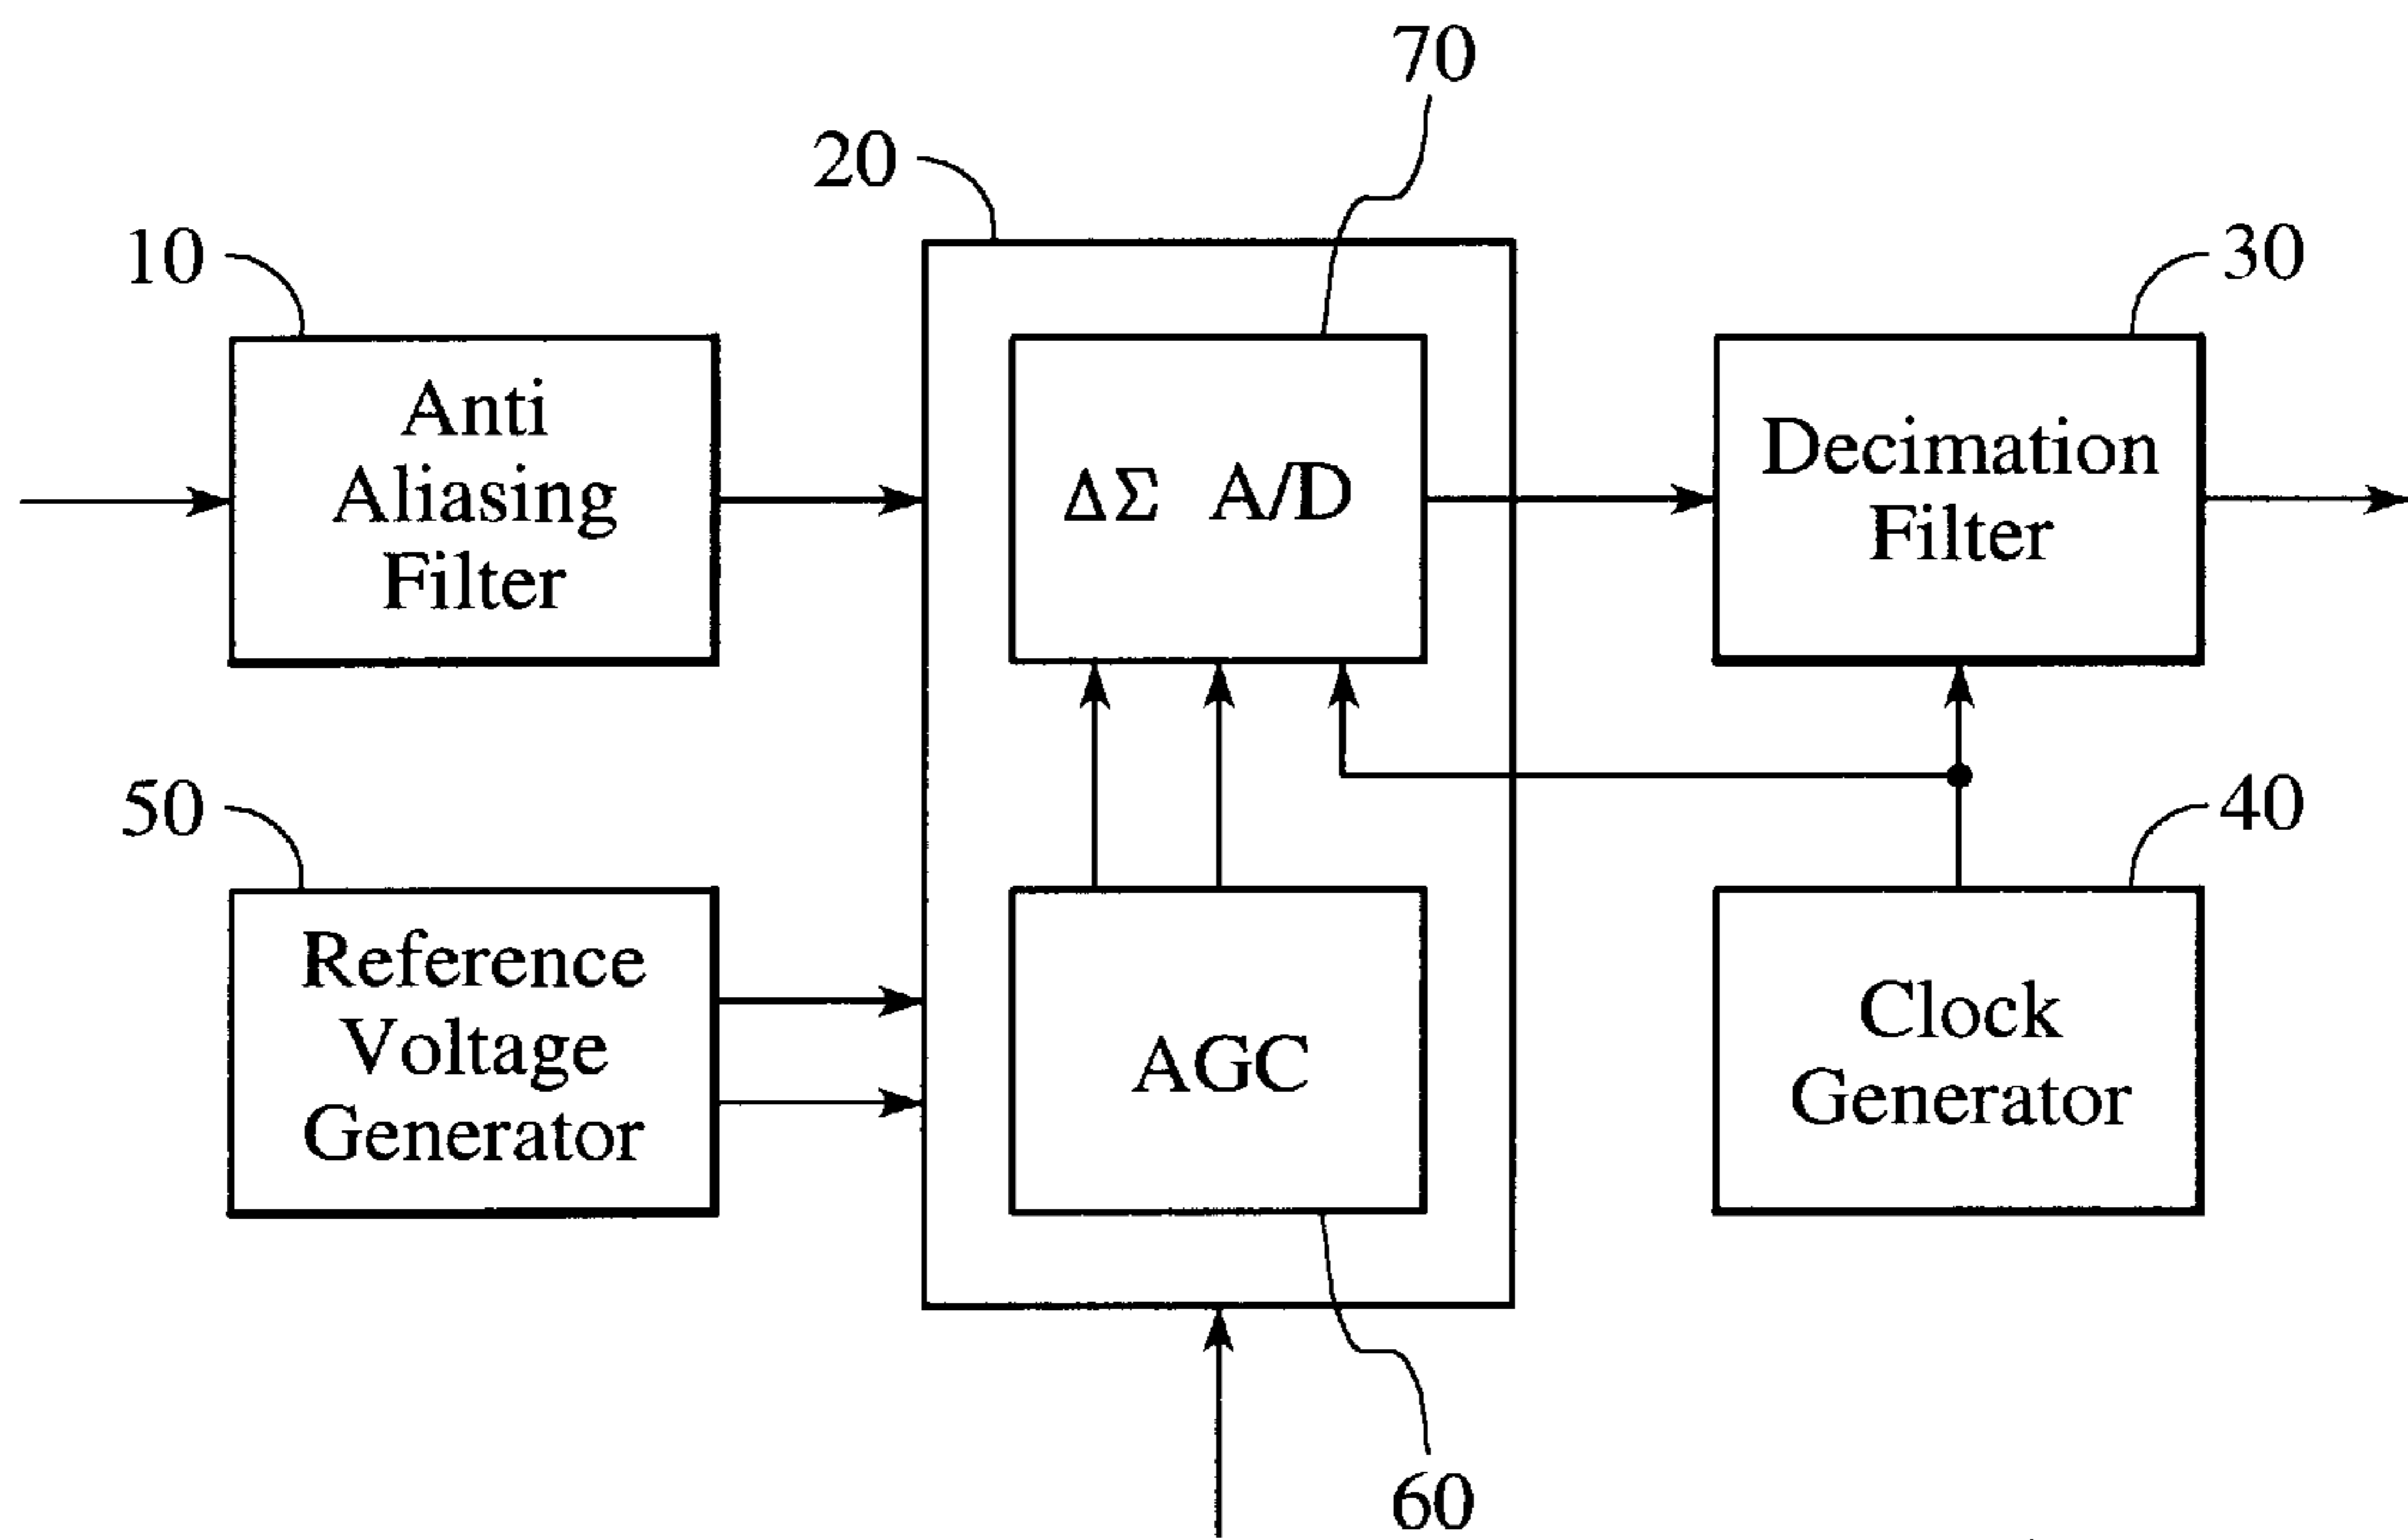 70
20
10
30
Anti
Aliasing
Filter
ΔΣ A/D
Decimation
Filter
50
40
Reference
Voltage
Generator
AGC
Clock
Generator
60